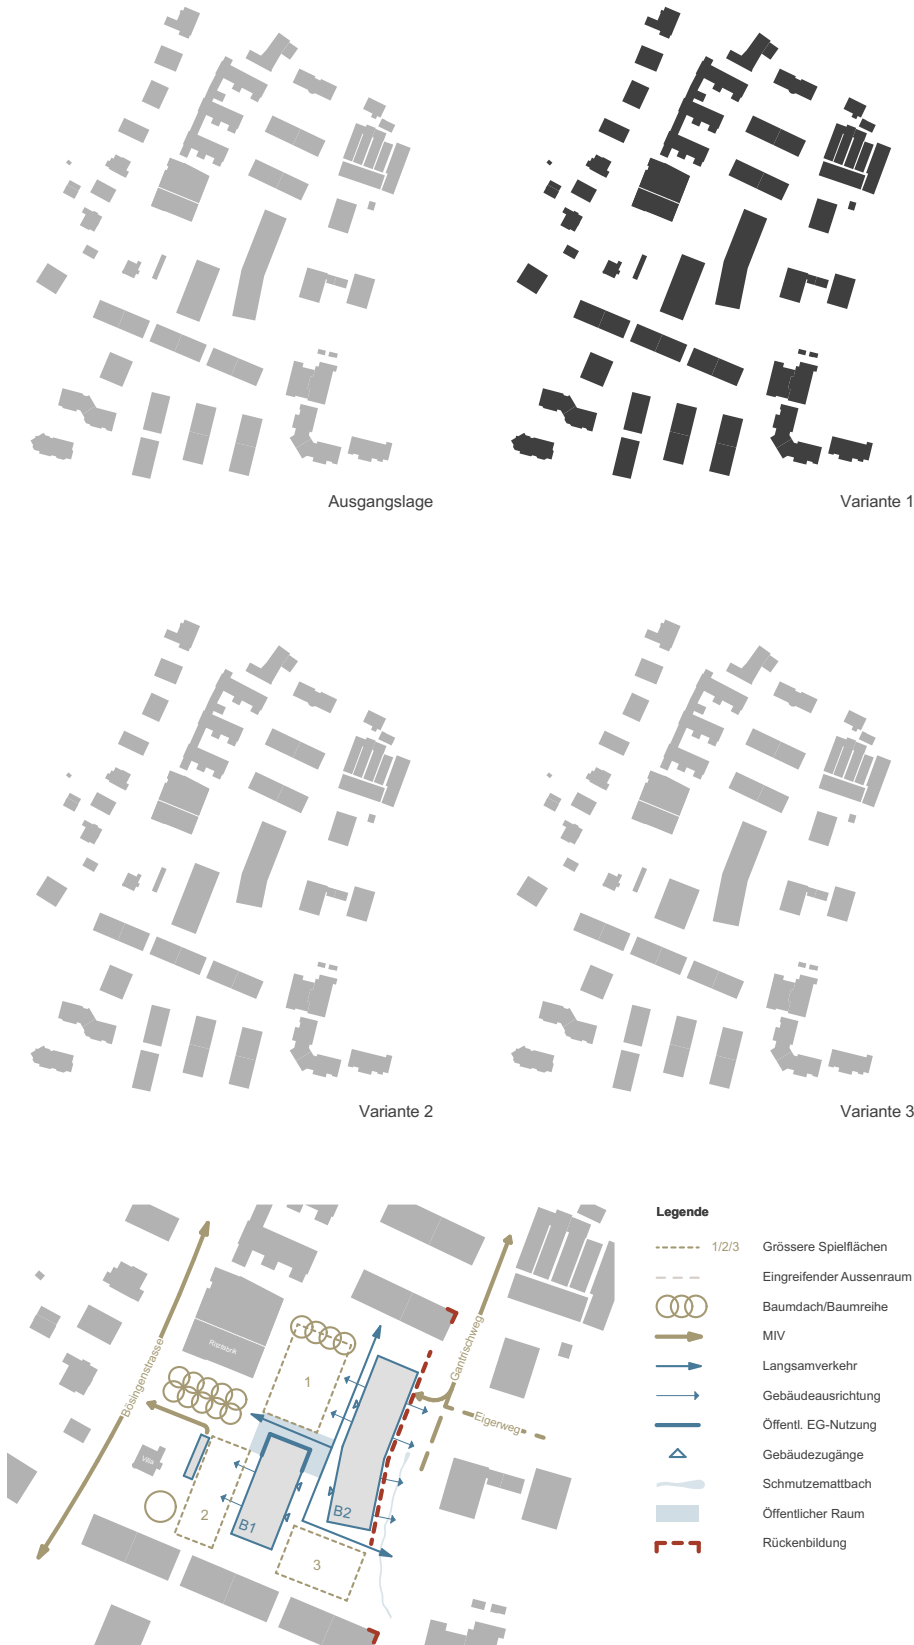 Ausgangslage
Variante 1
Variante 2
Variante 3
Legende
1/2/3 Grössere Spielflächen
Eingreifender Aussenraum
Baumdach/Baumreihe
MIV
Langsamverkehr
Gebäudeausrichtung
Öffentl. EG-Nutzung
Gebäudezugänge
Schmutzemattbach
Öffentlicher Raum
Rückenbildung
Bösingenstrasse
Gantrischweg
Eigerweg
Villa
1
2
3
B1
B2